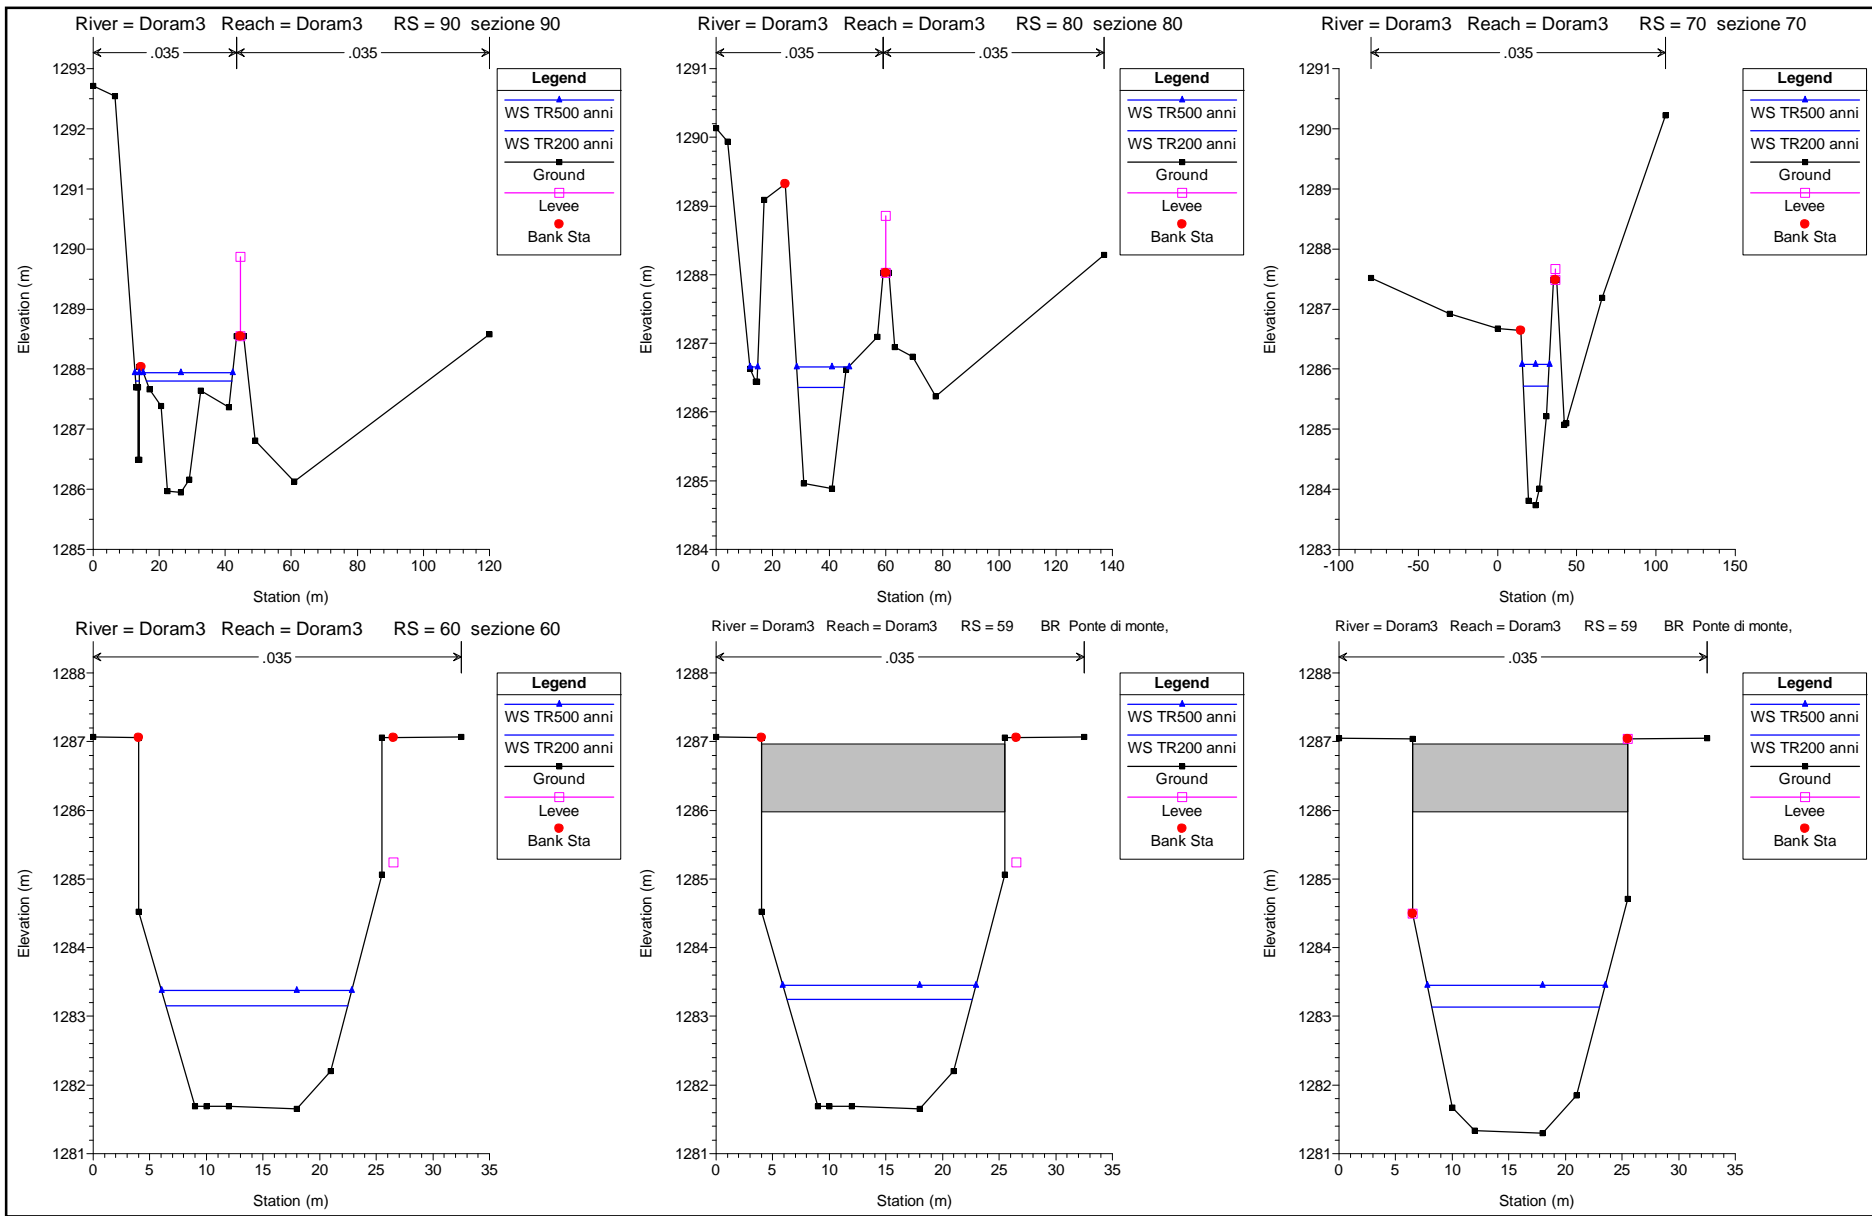 River = Doram3 Reach = Doram3 RS = 90 sezione 90
.035 .035
Legend
WS TR500 anni
WS TR200 anni
Ground
Levee
Bank Sta
1293
1292
1291
1290
1289
1288
1287
1286
1285
Elevation (m)
0 20 40 60 80 100 120
Station (m)
River = Doram3 Reach = Doram3 RS = 80 sezione 80
.035 .035
Legend
WS TR500 anni
WS TR200 anni
Ground
Levee
Bank Sta
1291
1290
1289
1288
1287
1286
1285
1284
Elevation (m)
0 20 40 60 80 100 120 140
Station (m)
River = Doram3 Reach = Doram3 RS = 70 sezione 70
.035
Legend
WS TR500 anni
WS TR200 anni
Ground
Levee
Bank Sta
1291
1290
1289
1288
1287
1286
1285
1284
1283
Elevation (m)
-100 -50 0 50 100 150
Station (m)
River = Doram3 Reach = Doram3 RS = 60 sezione 60
.035
Legend
WS TR500 anni
WS TR200 anni
Ground
Levee
Bank Sta
1288
1287
1286
1285
1284
1283
1282
1281
Elevation (m)
0 5 10 15 20 25 30 35
Station (m)
River = Doram3 Reach = Doram3 RS = 59 BR Ponte di monte,
.035
Legend
WS TR500 anni
WS TR200 anni
Ground
Levee
Bank Sta
1288
1287
1286
1285
1284
1283
1282
1281
Elevation (m)
0 5 10 15 20 25 30 35
Station (m)
River = Doram3 Reach = Doram3 RS = 59 BR Ponte di monte,
.035
Legend
WS TR500 anni
WS TR200 anni
Ground
Levee
Bank Sta
1288
1287
1286
1285
1284
1283
1282
1281
Elevation (m)
0 5 10 15 20 25 30 35
Station (m)